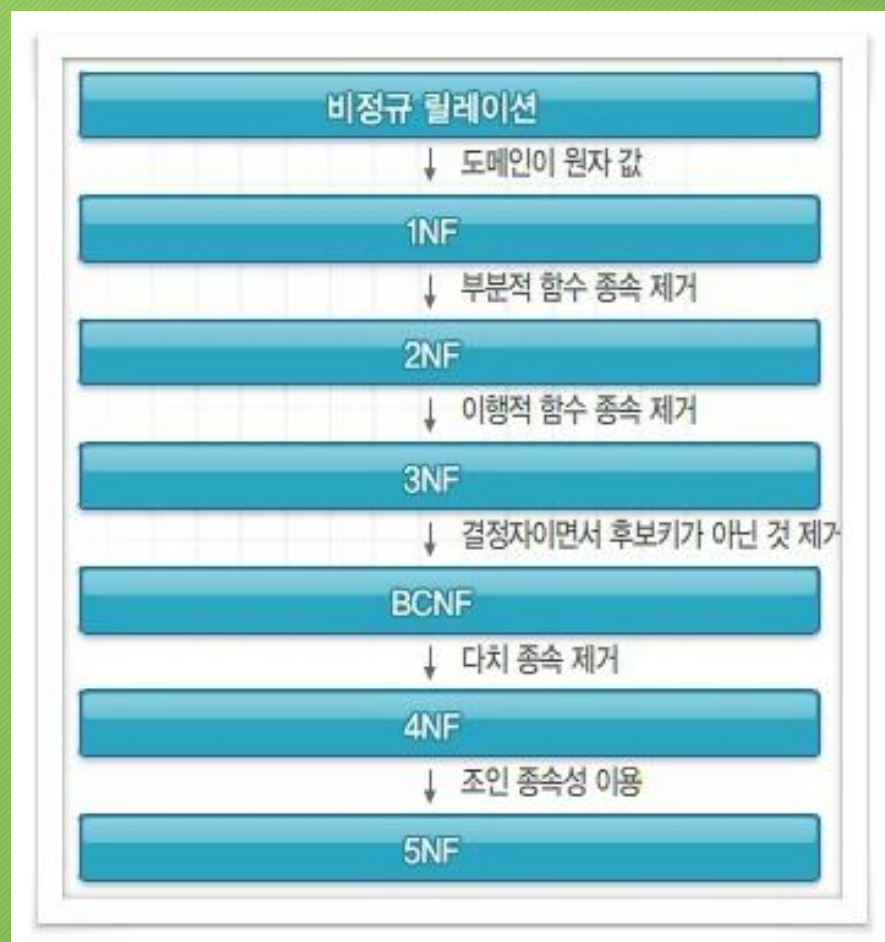 비정규 릴레이션
↓ 도메인이 원자 값
1NF
↓ 부분적 함수 종속 제거
2NF
↓ 이행적 함수 종속 제거
3NF
↓ 결정자이면서 후보키가 아닌 것 제거
BCNF
↓ 다치 종속 제거
4NF
↓ 조인 종속성 이용
5NF